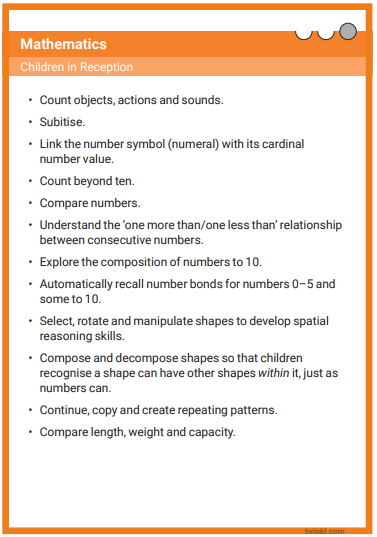 Mathematics
Children in Reception
• Count objects, actions and sounds.
• Subitise.
• Link the number symbol (numeral) with its cardinal
number value.
• Count beyond ten.
• Compare numbers.
• Understand the ‘one more than/one less than’ relationship
between consecutive numbers.
• Explore the composition of numbers to 10.
• Automatically recall number bonds for numbers 0–5 and
some to 10.
• Select, rotate and manipulate shapes to develop spatial
reasoning skills.
• Compose and decompose shapes so that children
recognise a shape can have other shapes within it, just as
numbers can.
• Continue, copy and create repeating patterns.
• Compare length, weight and capacity.
twinkl.com